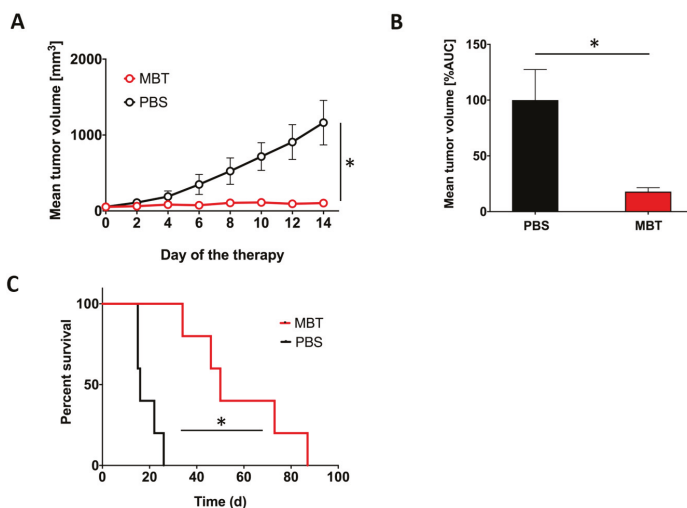 A
Mean tumor volume [mm³]
2000
1000
0
MBT
PBS
*
0 2 4 6 8 10 12 14
Day of the therapy
B
Mean tumor volume [%AUC]
150
100
50
0
*
PBS MBT
C
Percent survival
100
50
0
MBT
PBS
*
0 20 40 60 80 100
Time (d)